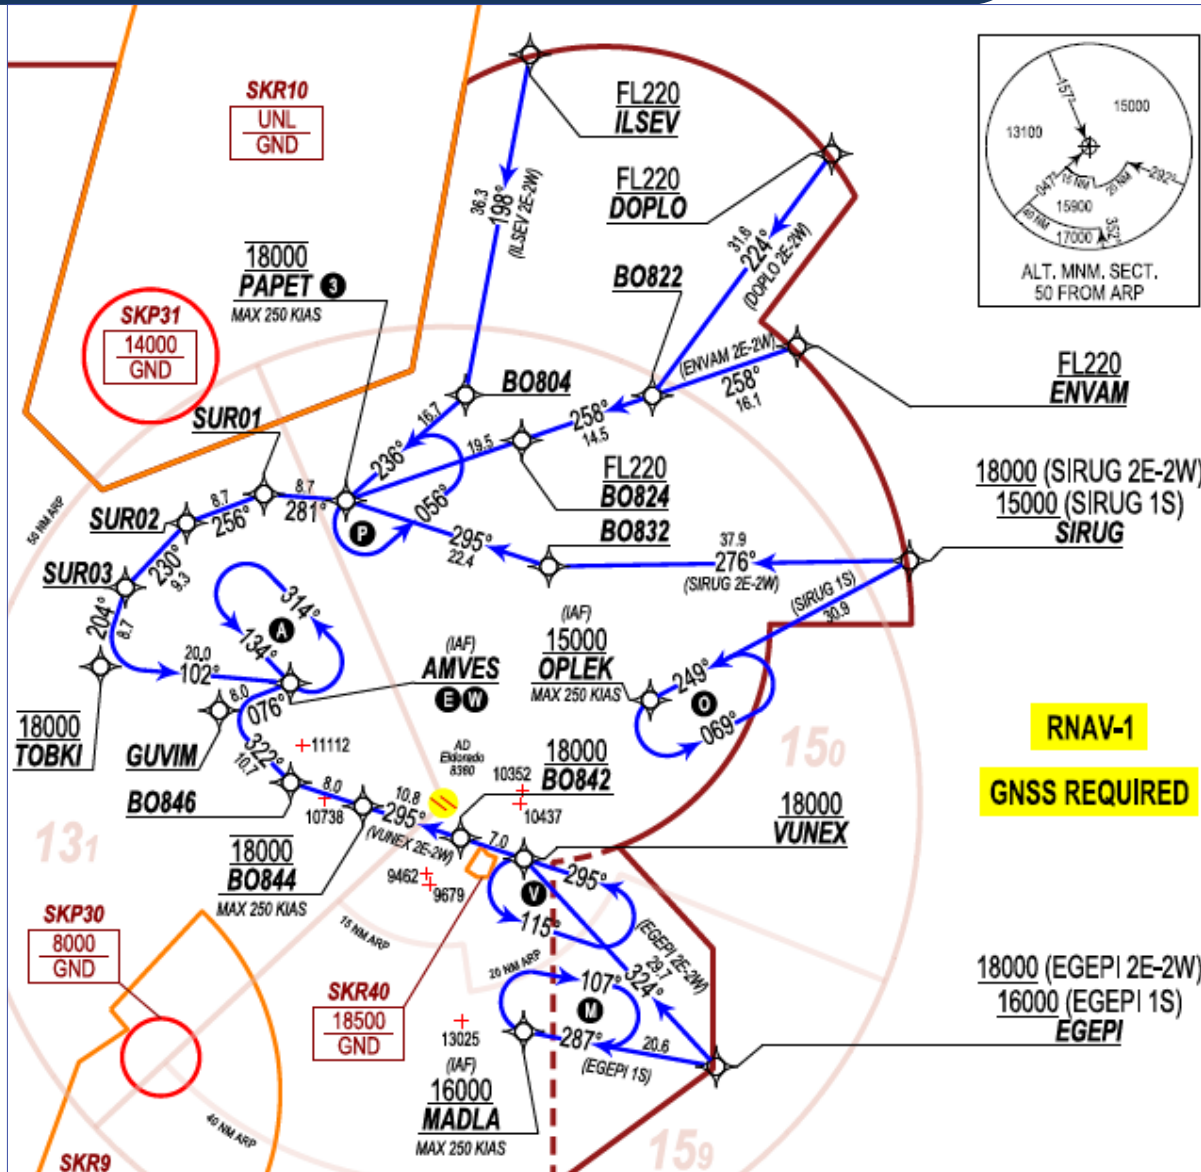 SKR10
UNL
GND
FL220
ILSEV
FL220
DOPLO
157°
15000
13100
047°
15 NM
20 NM
292°
15900
40 NM
17000
352°
ALT. MNM. SECT.
50 FROM ARP
36.3
198°
(ILSEV 2E-2W)
31.6
224°
(DOPLO 2E-2W)
18000
PAPET 3
MAX 250 KIAS
BO822
SKP31
14000
GND
(ENVAM 2E-2W)
258°
16.1
FL220
ENVAM
BO804
SUR01
16.7
236°
19.5
258°
14.5
FL220
BO824
18000 (SIRUG 2E-2W)
15000 (SIRUG 1S)
SIRUG
50 NM ARP
SUR02
8.7
256°
8.7
281°
056°
P
295°
22.4
BO832
37.9
276°
(SIRUG 2E-2W)
SUR03
230°
9.3
204°
8.7
314°
134°
A
(SIRUG 1S)
30.9
(IAF)
15000
OPLEK
MAX 250 KIAS
249°
069°
O
20.0
102°
(IAF)
AMVES
E W
8.0
076°
18000
TOBKI
GUVIM
322°
10.7
11112
BO846
8.0
10738
10.8
295°
(VUNEX 2E-2W)
AD
Eldorado
8360
10352
10437
18000
BO842
7.0
150
RNAV-1
GNSS REQUIRED
18000
VUNEX
131
18000
BO844
MAX 250 KIAS
9462
9679
295°
V
115°
(EGEPI 2E-2W)
29.7
324°
SKP30
8000
GND
15 NM ARP
20 NM ARP
SKR40
18500
GND
107°
M
287°
20.6
(EGEPI 1S)
18000 (EGEPI 2E-2W)
16000 (EGEPI 1S)
EGEPI
13025
(IAF)
16000
MADLA
MAX 250 KIAS
40 NM ARP
159
SKR9